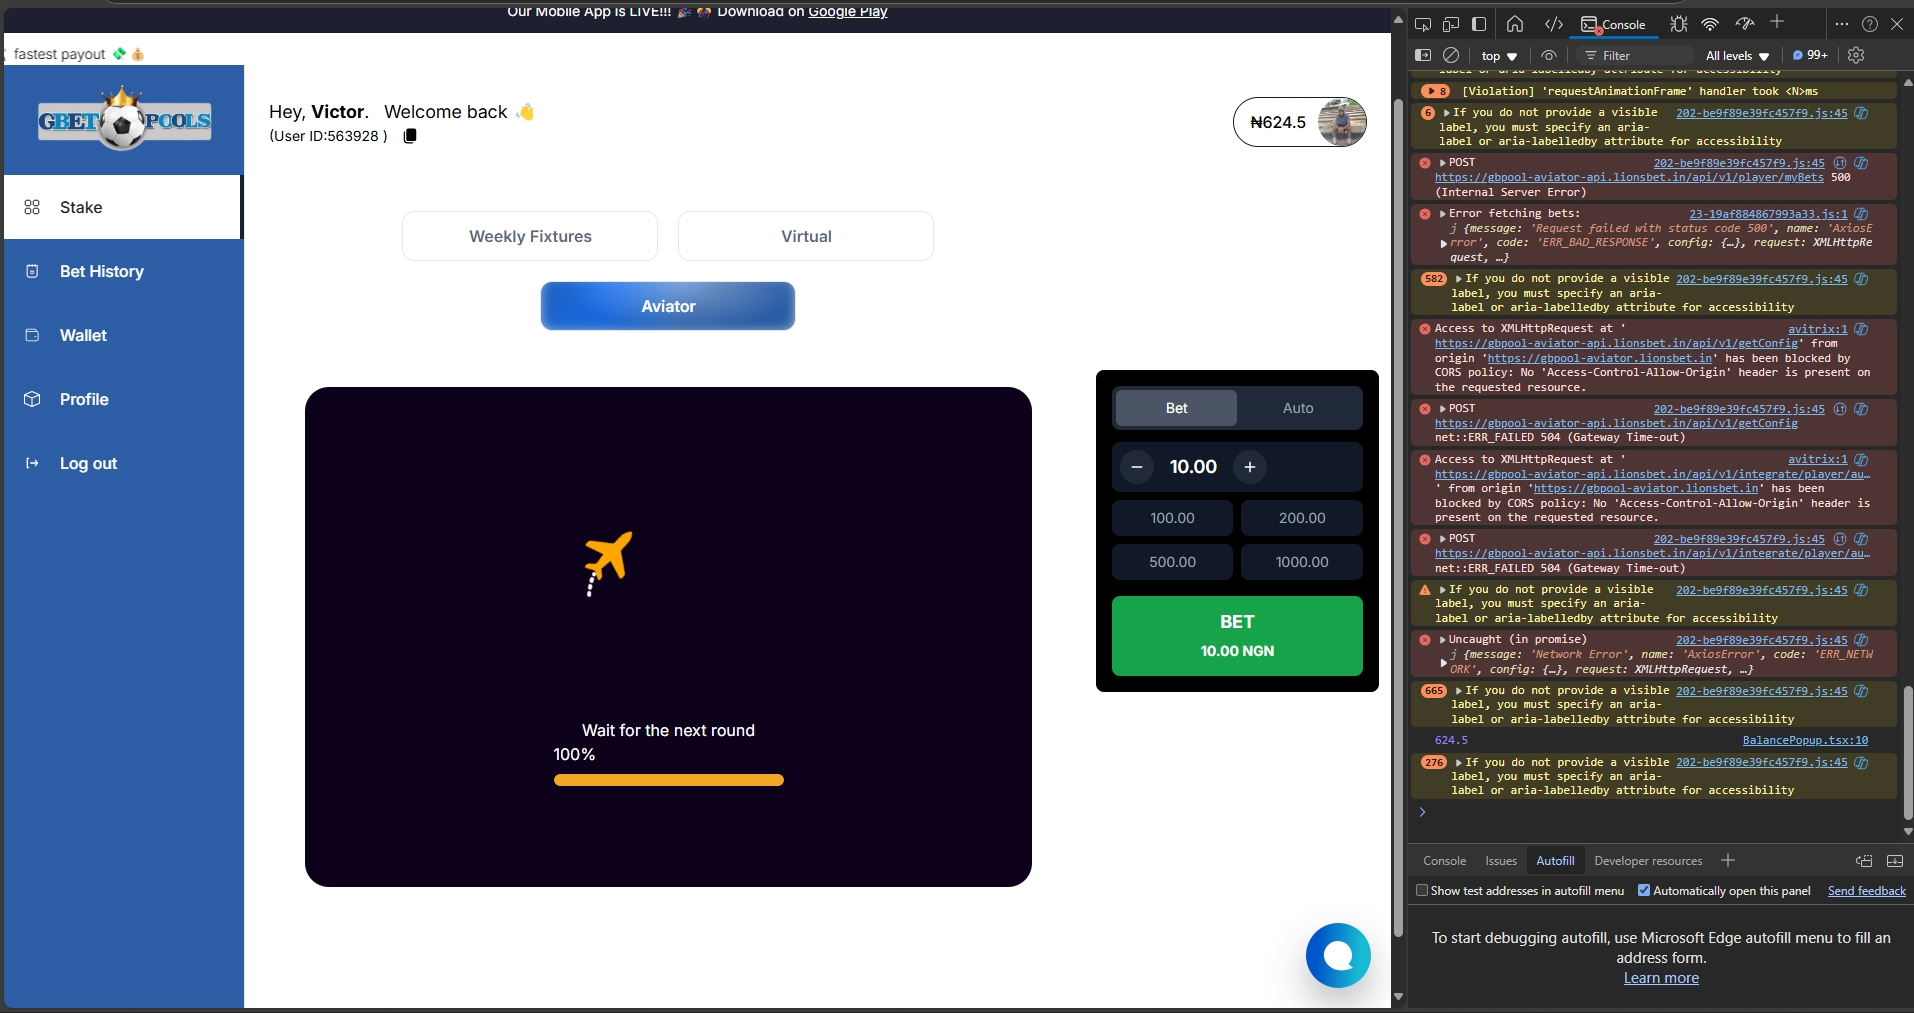 Our Mobile App is LIVE!!! 🎉 🎊 Download on Google Play
fastest payout 💸 💰
GBET POOLS
Hey, Victor. Welcome back 👋
(User ID:563928 )
₦624.5
Stake
Bet History
Wallet
Profile
Log out
Weekly Fixtures
Virtual
Aviator
Wait for the next round
100%
Bet
Auto
− 10.00 +
100.00
200.00
500.00
1000.00
BET
10.00 NGN
Console
top
Filter
All levels
99+
label or aria-labelledby attribute for accessibility
8 [Violation] 'requestAnimationFrame' handler took <N>ms
6 If you do not provide a visible 202-be9f89e39fc457f9.js:45
label, you must specify an aria-
label or aria-labelledby attribute for accessibility
POST 202-be9f89e39fc457f9.js:45
https://gbpool-aviator-api.lionsbet.in/api/v1/player/myBets 500
(Internal Server Error)
Error fetching bets: 23-19af884867993a33.js:1
j {message: 'Request failed with status code 500', name: 'AxiosE
rror', code: 'ERR_BAD_RESPONSE', config: {…}, request: XMLHttpRe
quest, …}
582 If you do not provide a visible 202-be9f89e39fc457f9.js:45
label, you must specify an aria-
label or aria-labelledby attribute for accessibility
Access to XMLHttpRequest at ' avitrix:1
https://gbpool-aviator-api.lionsbet.in/api/v1/getConfig' from
origin 'https://gbpool-aviator.lionsbet.in' has been blocked by
CORS policy: No 'Access-Control-Allow-Origin' header is present on
the requested resource.
POST 202-be9f89e39fc457f9.js:45
https://gbpool-aviator-api.lionsbet.in/api/v1/getConfig
net::ERR_FAILED 504 (Gateway Time-out)
Access to XMLHttpRequest at ' avitrix:1
https://gbpool-aviator-api.lionsbet.in/api/v1/integrate/player/au…
' from origin 'https://gbpool-aviator.lionsbet.in' has been
blocked by CORS policy: No 'Access-Control-Allow-Origin' header is
present on the requested resource.
POST 202-be9f89e39fc457f9.js:45
https://gbpool-aviator-api.lionsbet.in/api/v1/integrate/player/au…
net::ERR_FAILED 504 (Gateway Time-out)
If you do not provide a visible 202-be9f89e39fc457f9.js:45
label, you must specify an aria-
label or aria-labelledby attribute for accessibility
Uncaught (in promise) 202-be9f89e39fc457f9.js:45
j {message: 'Network Error', name: 'AxiosError', code: 'ERR_NETW
ORK', config: {…}, request: XMLHttpRequest, …}
665 If you do not provide a visible 202-be9f89e39fc457f9.js:45
label, you must specify an aria-
label or aria-labelledby attribute for accessibility
624.5 BalancePopup.tsx:10
276 If you do not provide a visible 202-be9f89e39fc457f9.js:45
label, you must specify an aria-
label or aria-labelledby attribute for accessibility
Console Issues Autofill Developer resources
Show test addresses in autofill menu Automatically open this panel Send feedback
To start debugging autofill, use Microsoft Edge autofill menu to fill an
address form.
Learn more